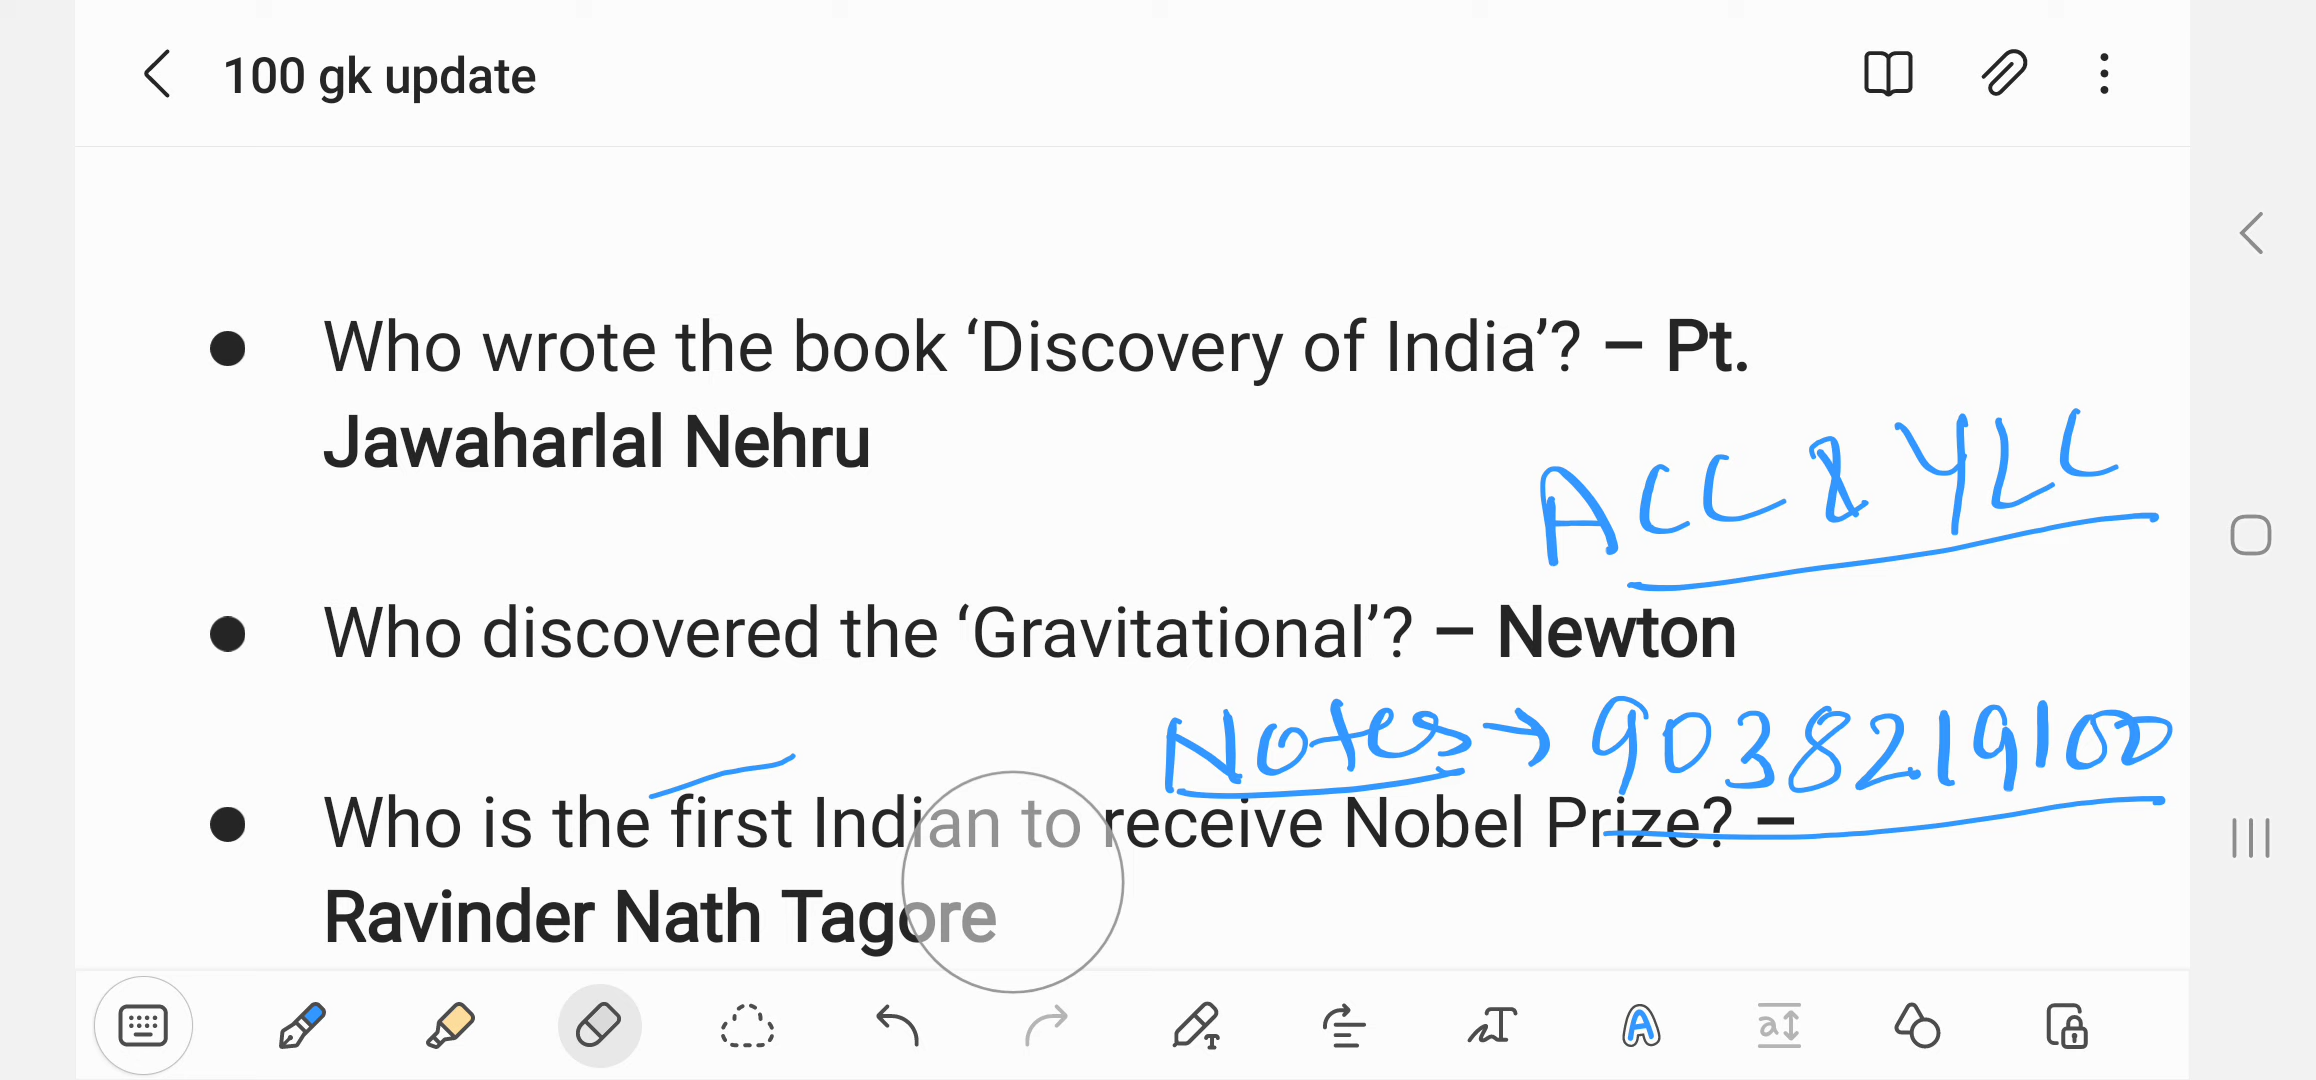 100 gk update
Who wrote the book ‘Discovery of India’? – Pt.
Jawaharlal Nehru
ACC & YLC
Who discovered the ‘Gravitational’? – Newton
Notes → 9038219100
Who is the first Indian to receive Nobel Prize? –
Ravinder Nath Tagore